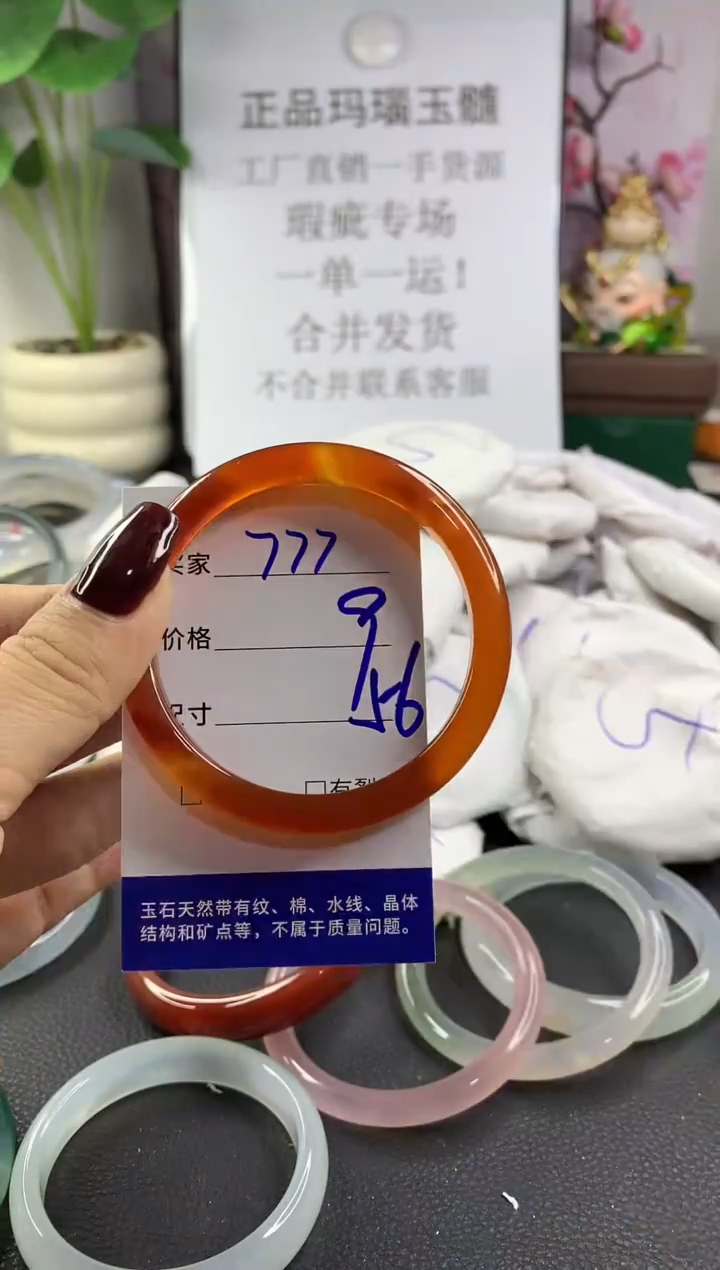 正品玛瑙玉髓
工厂直销一手货源
瑕疵专场
一单一运！
合并发货
不合并联系客服
家 777
价格 9
尺寸 56
□有裂
玉石天然带有纹、棉、水线、晶体
结构和矿点等，不属于质量问题。